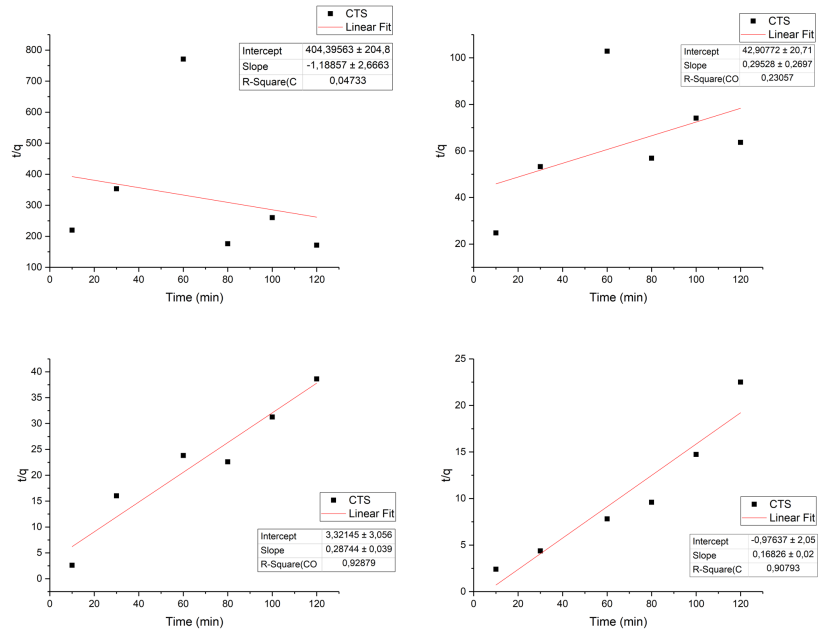 CTS
Linear Fit
Intercept 404,39563 ± 204,8
Slope -1,18857 ± 2,6663
R-Square(C 0,04733
800
700
600
500
400
300
200
100
t/q
0 20 40 60 80 100 120
Time (min)
CTS
Linear Fit
Intercept 42,90772 ± 20,71
Slope 0,29528 ± 0,2697
R-Square(CO 0,23057
100
80
60
40
20
t/q
0 20 40 60 80 100 120
Time (min)
40
35
30
25
20
15
10
5
0
t/q
CTS
Linear Fit
Intercept 3,32145 ± 3,056
Slope 0,28744 ± 0,039
R-Square(CO 0,92879
0 20 40 60 80 100 120
Time (min)
25
20
15
10
5
0
t/q
CTS
Linear Fit
Intercept -0,97637 ± 2,05
Slope 0,16826 ± 0,02
R-Square(C 0,90793
0 20 40 60 80 100 120
Time (min)